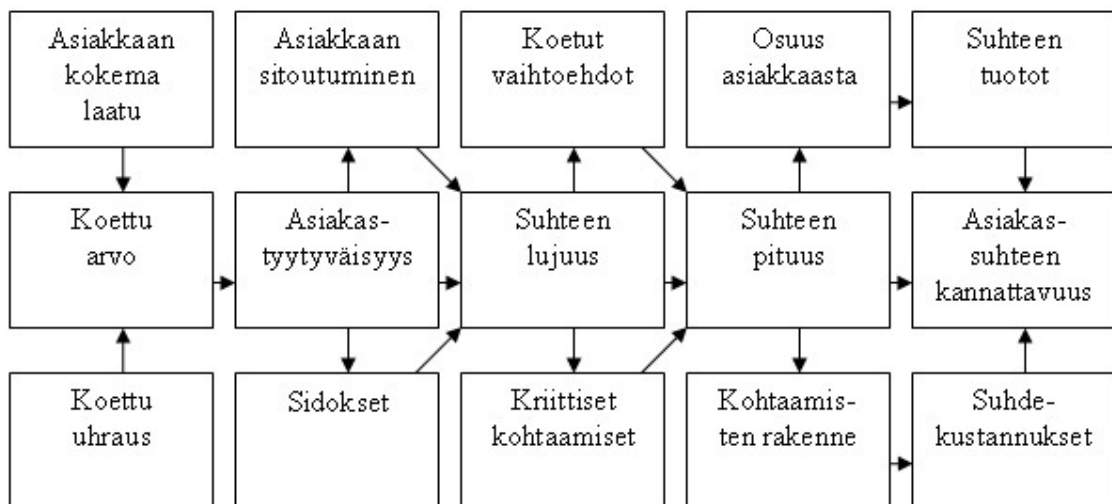 Asiakkaan
kokema
laatu
Asiakkaan
sitoutuminen
Koetut
vaihtoehdot
Osuus
asiakkaasta
Suhteen
tuotot
Koettu
arvo
Asiakas-
tyytyväisyys
Suhteen
lujuus
Suhteen
pituus
Asiakas-
suhteen
kannattavuus
Koettu
uhraus
Sidokset
Kriittiset
kohtaamiset
Kohtaamis-
ten rakenne
Suhde-
kustannukset